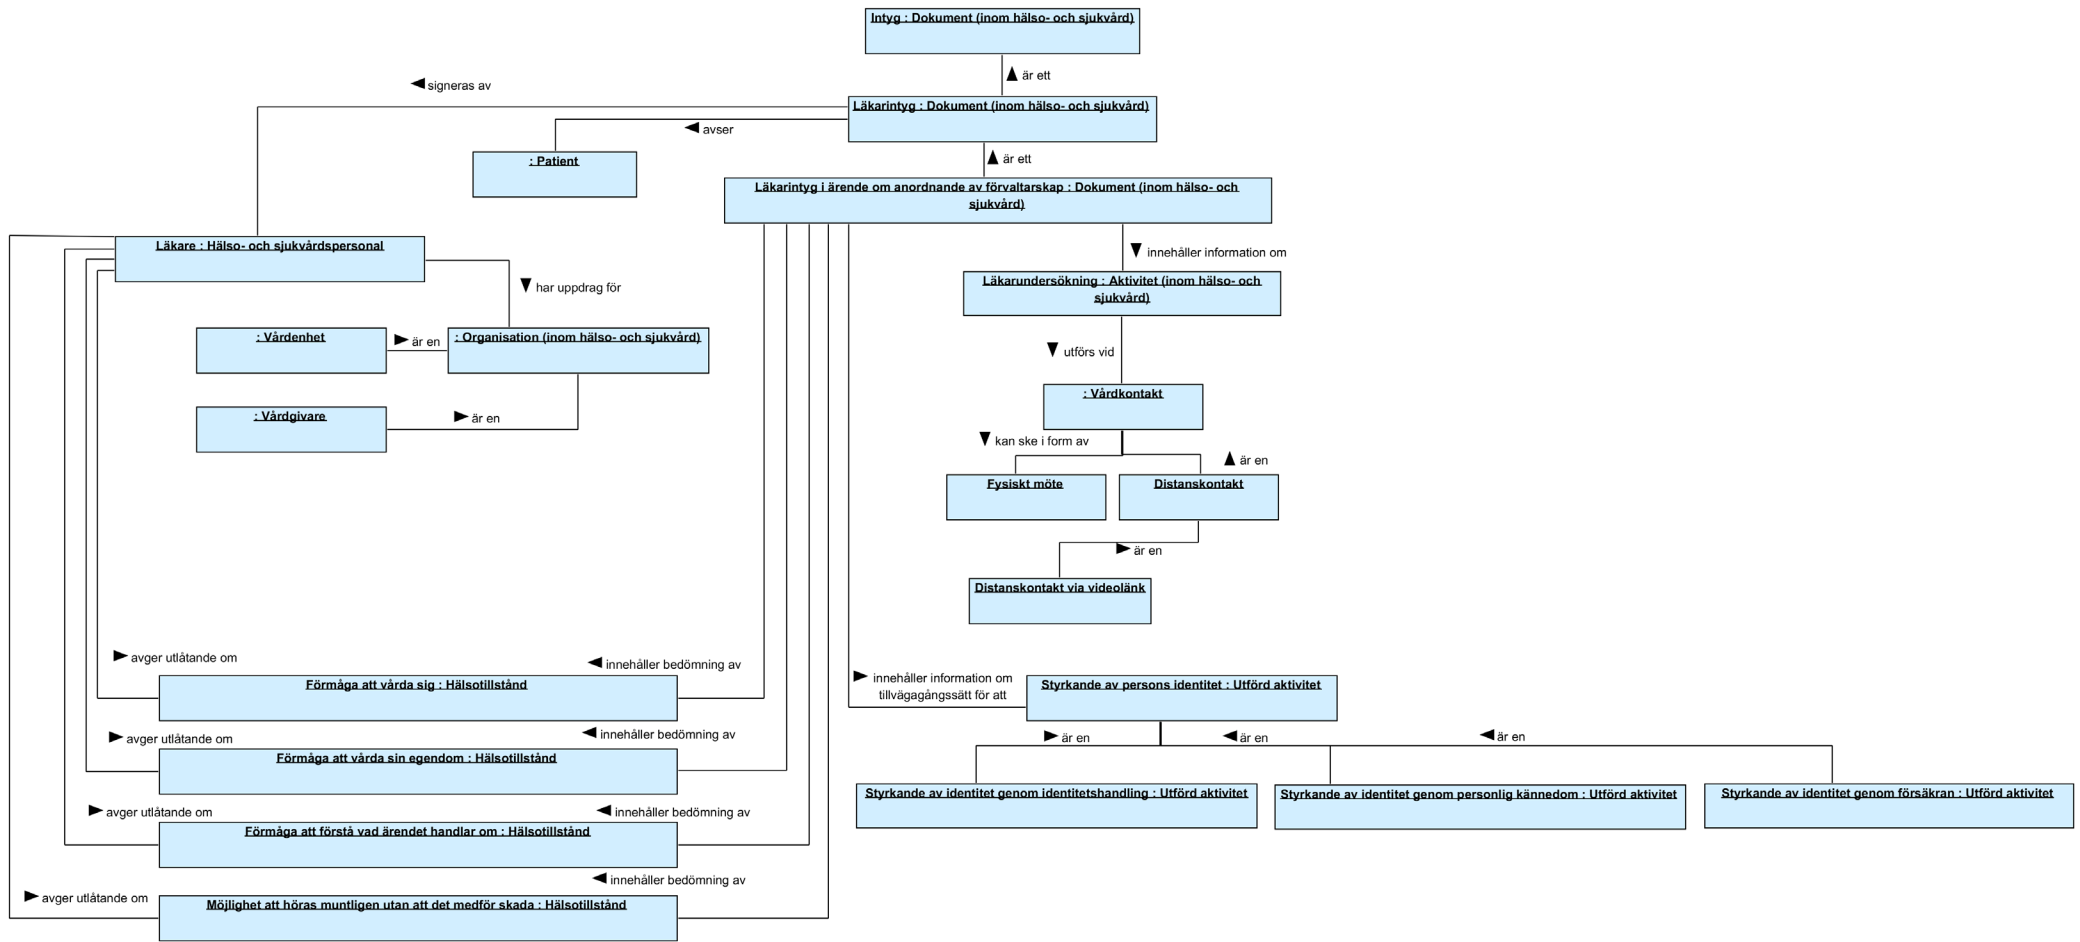 Intyg : Dokument (inom hälso- och sjukvård)
är ett
signeras av
Läkarintyg : Dokument (inom hälso- och sjukvård)
avser
: Patient
är ett
Läkarintyg i ärende om anordnande av förvaltarskap : Dokument (inom hälso- och
sjukvård)
Läkare : Hälso- och sjukvårdspersonal
innehåller information om
Läkarundersökning : Aktivitet (inom hälso- och
sjukvård)
har uppdrag för
: Vårdenhet
är en
: Organisation (inom hälso- och sjukvård)
utförs vid
: Vårdkontakt
: Vårdgivare
är en
kan ske i form av
är en
Fysiskt möte
Distanskontakt
är en
Distanskontakt via videolänk
avger utlåtande om
innehåller bedömning av
Förmåga att vårda sig : Hälsotillstånd
innehåller information om
tillvägagångssätt för att
Styrkande av persons identitet : Utförd aktivitet
avger utlåtande om
innehåller bedömning av
Förmåga att vårda sin egendom : Hälsotillstånd
är en
är en
är en
Styrkande av identitet genom identitetshandling : Utförd aktivitet
Styrkande av identitet genom personlig kännedom : Utförd aktivitet
Styrkande av identitet genom försäkran : Utförd aktivitet
avger utlåtande om
innehåller bedömning av
Förmåga att förstå vad ärendet handlar om : Hälsotillstånd
avger utlåtande om
innehåller bedömning av
Möjlighet att höras muntligen utan att det medför skada : Hälsotillstånd